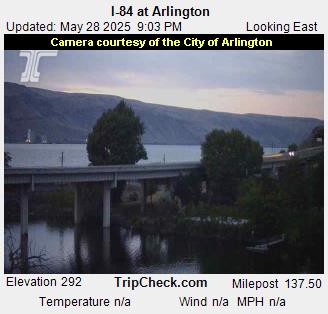 I-84 at Arlington
Updated: May 28 2025 9:03 PM Looking East
Camera courtesy of the City of Arlington
Elevation 292 TripCheck.com Milepost 137.50
Temperature n/a Wind n/a MPH n/a